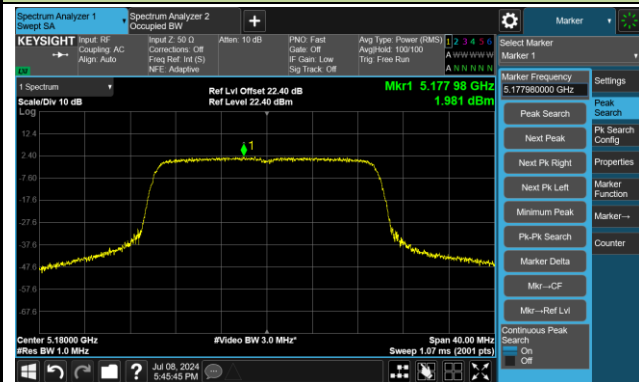 Spectrum Analyzer 1
Swept SA
Spectrum Analyzer 2
Occupied BW
+
Marker
KEYSIGHT
Input: RF
Coupling: AC
Align: Auto
Input Z: 50 Ω
Corrections: Off
Freq Ref: Int (S)
NFE: Adaptive
Atten: 10 dB
PNO: Fast
Gate: Off
IF Gain: Low
Sig Track: Off
Avg Type: Power (RMS)
Avg|Hold: 100/100
Trig: Free Run
1 2 3 4 5 6
A W W W W W
A N N N N N
LXI
Select Marker
Marker 1
1 Spectrum
Scale/Div 10 dB
Ref Lvl Offset 22.40 dB
Ref Level 22.40 dBm
Mkr1 5.177 98 GHz
1.981 dBm
Log
12.4
2.40
-7.60
-17.6
-27.6
-37.6
-47.6
-57.6
-67.6
1
Center 5.18000 GHz
#Res BW 1.0 MHz
#Video BW 3.0 MHz*
Span 40.00 MHz
Sweep 1.07 ms (2001 pts)
Marker Frequency
5.177980000 GHz
Peak Search
Next Peak
Next Pk Right
Next Pk Left
Minimum Peak
Pk-Pk Search
Marker Delta
Mkr→CF
Mkr→Ref Lvl
Continuous Peak
Search
On
Off
Settings
Peak
Search
Pk Search
Config
Properties
Marker
Function
Marker→
Counter
?
Jul 08, 2024
5:45:45 PM